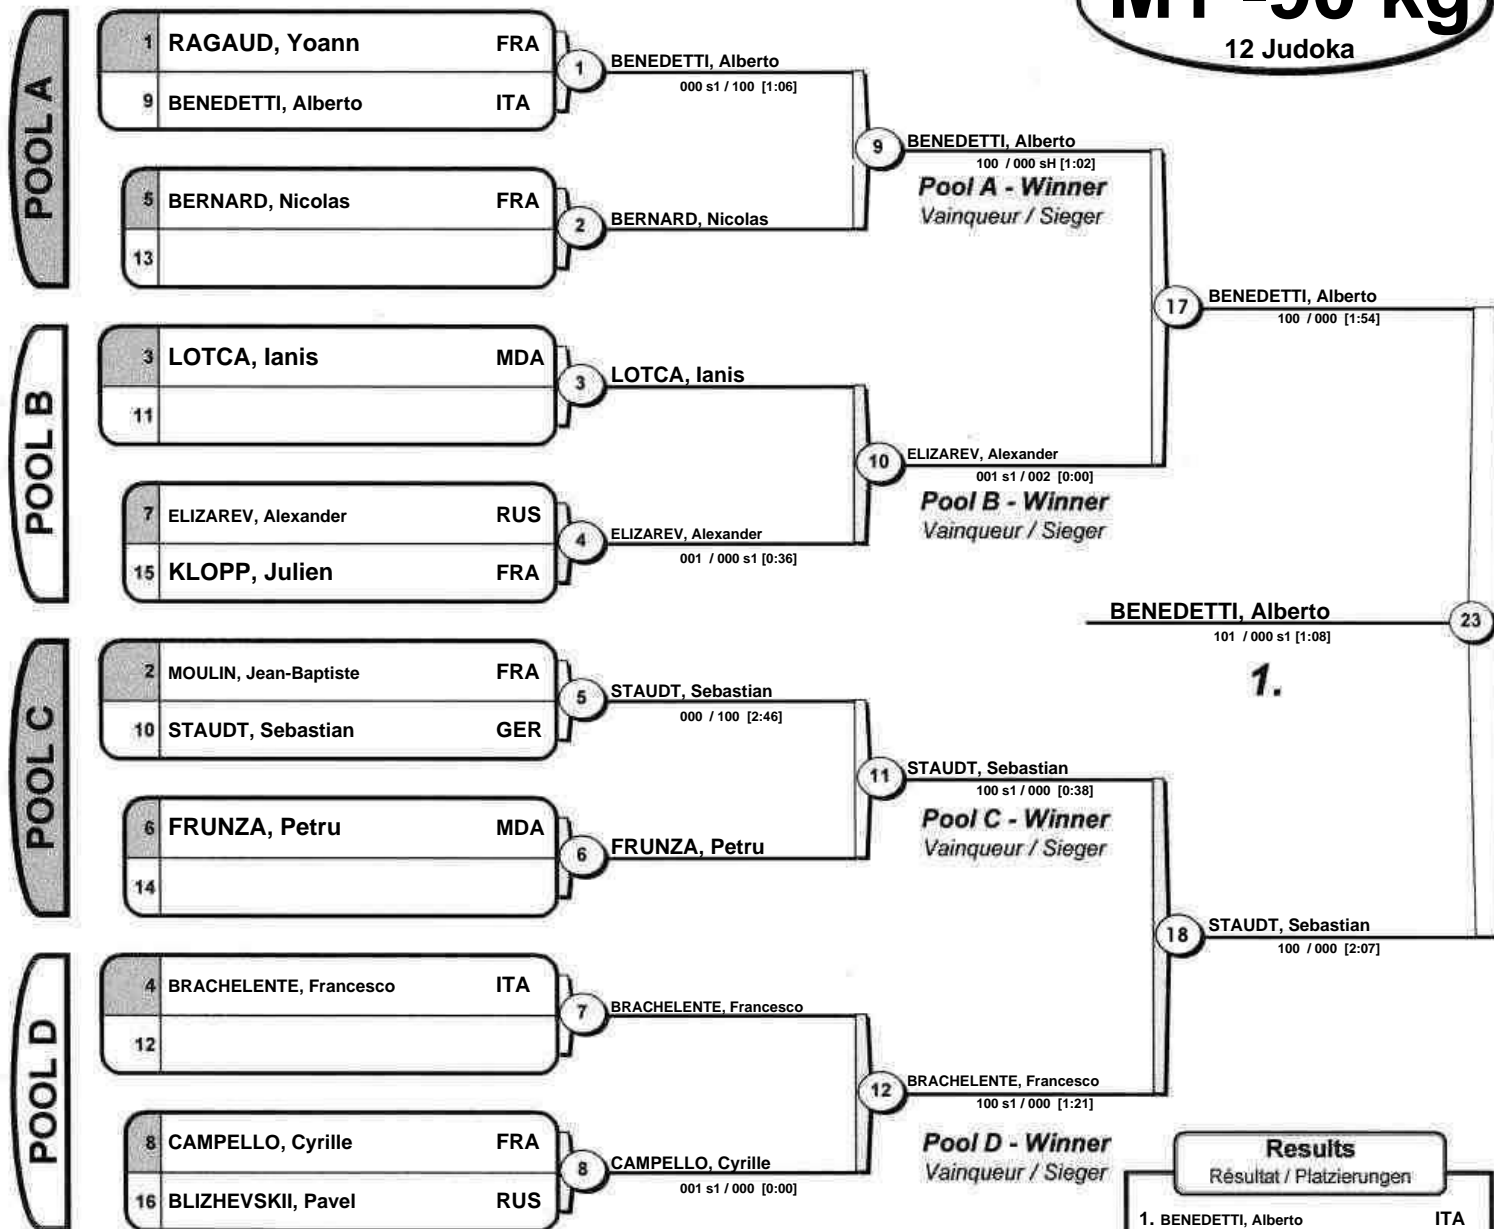 M1 -90 kg
12 Judoka
POOL A
1 RAGAUD, Yoann FRA
9 BENEDETTI, Alberto ITA
1
BENEDETTI, Alberto
000 s1 / 100 [1:06]
5 BERNARD, Nicolas FRA
13
2
BERNARD, Nicolas
9
BENEDETTI, Alberto
100 / 000 sH [1:02]
Pool A - Winner
Vainqueur / Sieger
POOL B
3 LOTCA, Ianis MDA
11
3
LOTCA, Ianis
7 ELIZAREV, Alexander RUS
15 KLOPP, Julien FRA
4
ELIZAREV, Alexander
001 / 000 s1 [0:36]
10
ELIZAREV, Alexander
001 s1 / 002 [0:00]
Pool B - Winner
Vainqueur / Sieger
17
BENEDETTI, Alberto
100 / 000 [1:54]
BENEDETTI, Alberto
23
101 / 000 s1 [1:08]
1.
POOL C
2 MOULIN, Jean-Baptiste FRA
10 STAUDT, Sebastian GER
5
STAUDT, Sebastian
000 / 100 [2:46]
6 FRUNZA, Petru MDA
14
6
FRUNZA, Petru
11
STAUDT, Sebastian
100 s1 / 000 [0:38]
Pool C - Winner
Vainqueur / Sieger
18
STAUDT, Sebastian
100 / 000 [2:07]
POOL D
4 BRACHELENTE, Francesco ITA
12
7
BRACHELENTE, Francesco
8 CAMPELLO, Cyrille FRA
16 BLIZHEVSKII, Pavel RUS
8
CAMPELLO, Cyrille
001 s1 / 000 [0:00]
12
BRACHELENTE, Francesco
100 s1 / 000 [1:21]
Pool D - Winner
Vainqueur / Sieger
Results
Résultat / Platzierungen
1. BENEDETTI, Alberto ITA